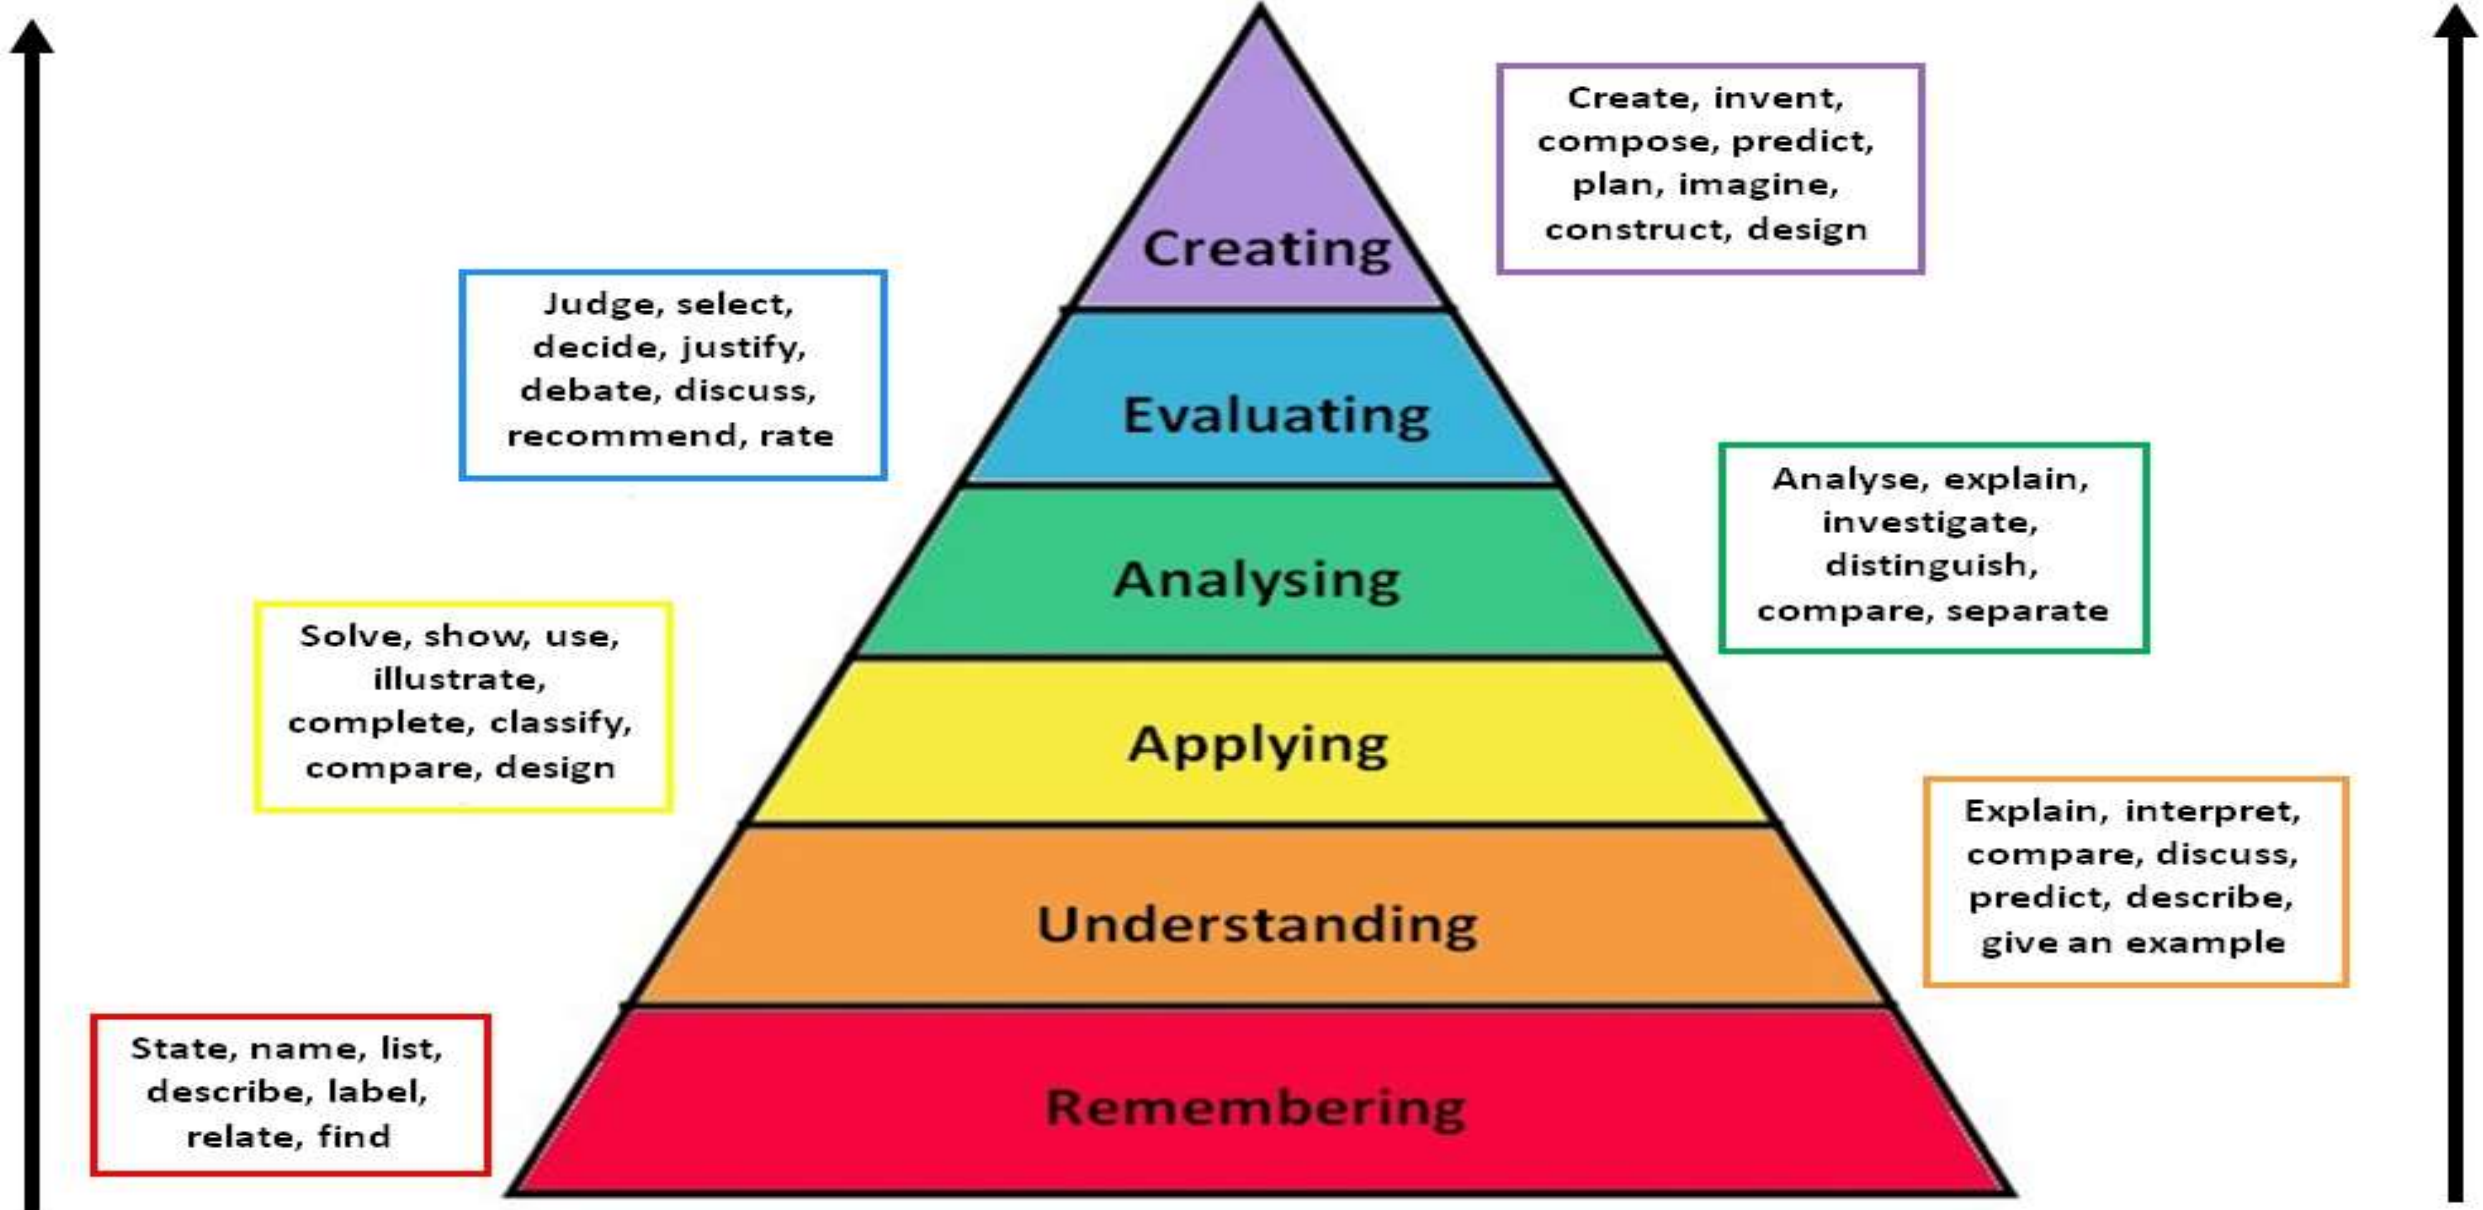 Create, invent,
compose, predict,
plan, imagine,
construct, design
Creating
Judge, select,
decide, justify,
debate, discuss,
recommend, rate
Evaluating
Analyse, explain,
investigate,
distinguish,
compare, separate
Analysing
Solve, show, use,
illustrate,
complete, classify,
compare, design
Applying
Explain, interpret,
compare, discuss,
predict, describe,
give an example
Understanding
State, name, list,
describe, label,
relate, find
Remembering